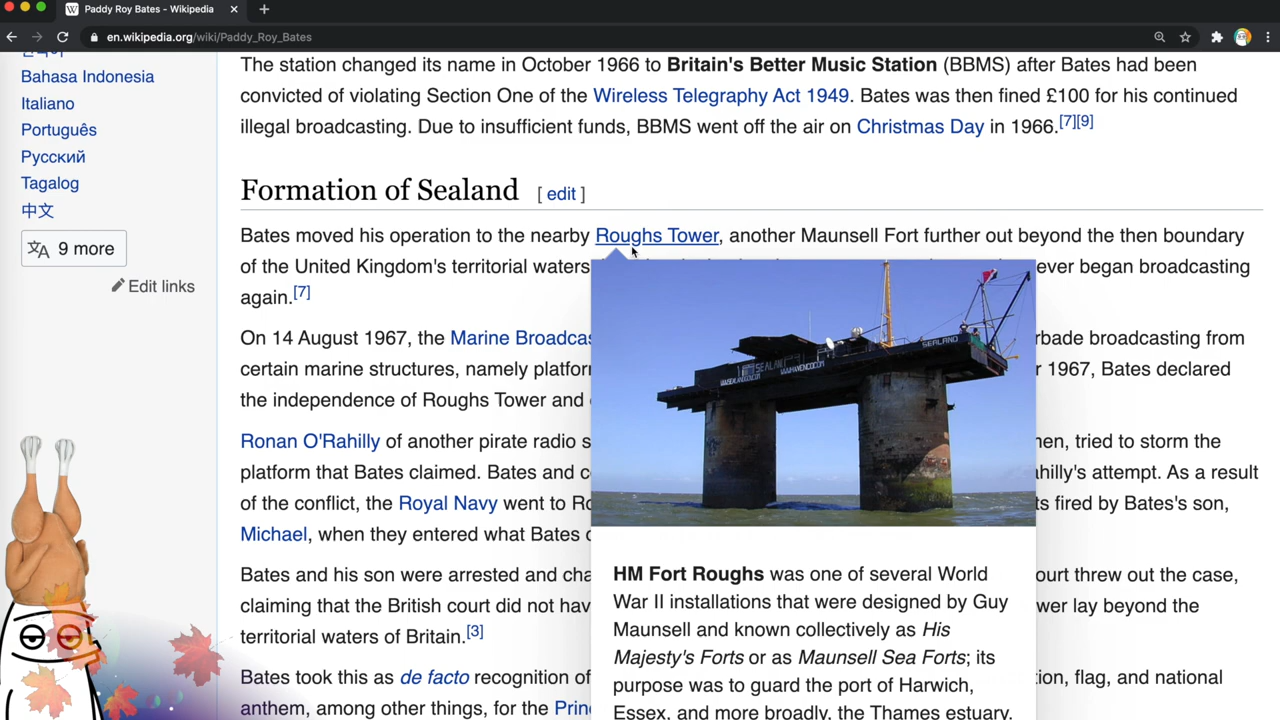 Paddy Roy Bates - Wikipedia
en.wikipedia.org/wiki/Paddy_Roy_Bates
한국어
Bahasa Indonesia
Italiano
Português
Русский
Tagalog
中文
9 more
Edit links
The station changed its name in October 1966 to Britain's Better Music Station (BBMS) after Bates had been
convicted of violating Section One of the Wireless Telegraphy Act 1949. Bates was then fined £100 for his continued
illegal broadcasting. Due to insufficient funds, BBMS went off the air on Christmas Day in 1966.[7][9]
Formation of Sealand [ edit ]
Bates moved his operation to the nearby Roughs Tower, another Maunsell Fort further out beyond the then boundary
of the United Kingdom's territorial waters ever began broadcasting
again.[7]
On 14 August 1967, the Marine Broadcas rbade broadcasting from
certain marine structures, namely platfor r 1967, Bates declared
the independence of Roughs Tower and
Ronan O'Rahilly of another pirate radio s en, tried to storm the
platform that Bates claimed. Bates and c ahilly's attempt. As a result
of the conflict, the Royal Navy went to Ro ts fired by Bates's son,
Michael, when they entered what Bates c
Bates and his son were arrested and cha ourt threw out the case,
claiming that the British court did not hav wer lay beyond the
territorial waters of Britain.[3]
Bates took this as de facto recognition of ion, flag, and national
anthem, among other things, for the Prin
SEALAND
HM Fort Roughs was one of several World
War II installations that were designed by Guy
Maunsell and known collectively as His
Majesty's Forts or as Maunsell Sea Forts; its
purpose was to guard the port of Harwich,
Essex, and more broadly, the Thames estuary.